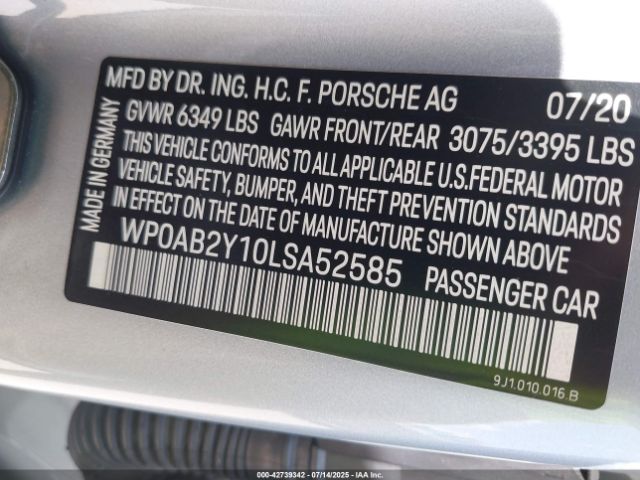 MFD BY DR. ING. H.C. F. PORSCHE AG 07/20
GVWR 6349 LBS GAWR FRONT/REAR 3075/3395 LBS
THIS VEHICLE CONFORMS TO ALL APPLICABLE U.S.FEDERAL MOTOR
VEHICLE SAFETY, BUMPER, AND THEFT PREVENTION STANDARDS
IN EFFECT ON THE DATE OF MANUFACTURE SHOWN ABOVE
WP0AB2Y10LSA52585 PASSENGER CAR
MADE IN GERMANY
9J1.010.016.B
000-42739342 07/14/2025 IAA, Inc.